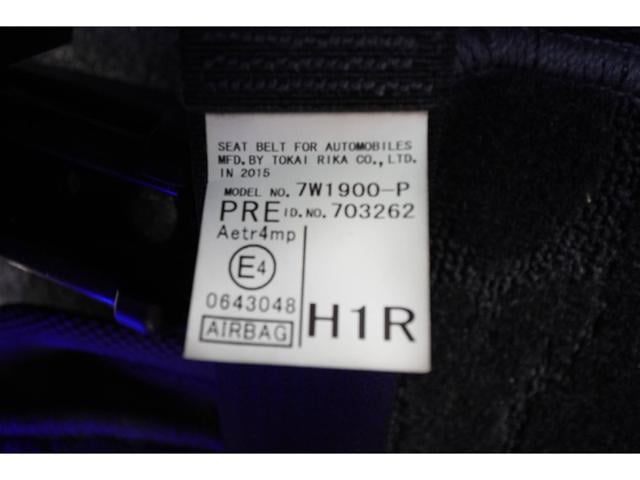 SEAT BELT FOR AUTOMOBILES
MFD. BY TOKAI RIKA CO., LTD.
IN 2015
MODEL NO. 7W1900-P
PRE I.D. NO. 703262
Aetr4mp
E4
0643048
AIRBAG
H1R